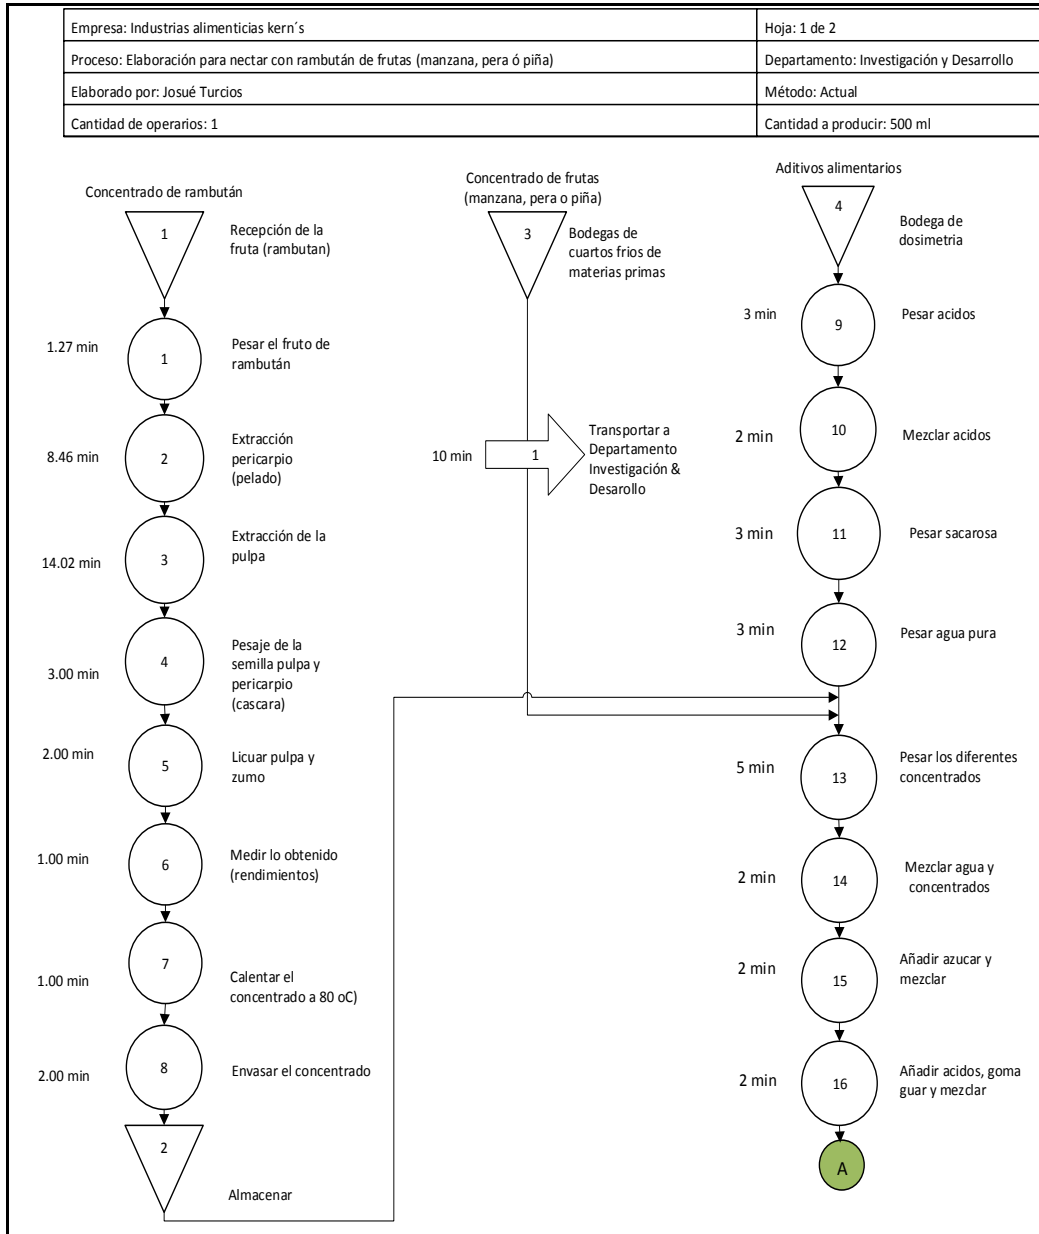 Empresa: Industrias alimenticias kern´s
Hoja: 1 de 2
Proceso: Elaboración para nectar con rambután de frutas (manzana, pera ó piña)
Departamento: Investigación y Desarrollo
Elaborado por: Josué Turcios
Método: Actual
Cantidad de operarios: 1
Cantidad a producir: 500 ml
Concentrado de rambután
1
Recepción de la
fruta (rambutan)
1.27 min
1
Pesar el fruto de
rambután
8.46 min
2
Extracción
pericarpio
(pelado)
14.02 min
3
Extracción de la
pulpa
3.00 min
4
Pesaje de la
semilla pulpa y
pericarpio
(cascara)
2.00 min
5
Licuar pulpa y
zumo
1.00 min
6
Medir lo obtenido
(rendimientos)
1.00 min
7
Calentar el
concentrado a 80 oC)
2.00 min
8
Envasar el concentrado
2
Almacenar
Concentrado de frutas
(manzana, pera o piña)
3
Bodegas de
cuartos frios de
materias primas
10 min
1
Transportar a
Departamento
Investigación &
Desarollo
Aditivos alimentarios
4
Bodega de
dosimetria
3 min
9
Pesar acidos
2 min
10
Mezclar acidos
3 min
11
Pesar sacarosa
3 min
12
Pesar agua pura
5 min
13
Pesar los diferentes
concentrados
2 min
14
Mezclar agua y
concentrados
2 min
15
Añadir azucar y
mezclar
2 min
16
Añadir acidos, goma
guar y mezclar
A